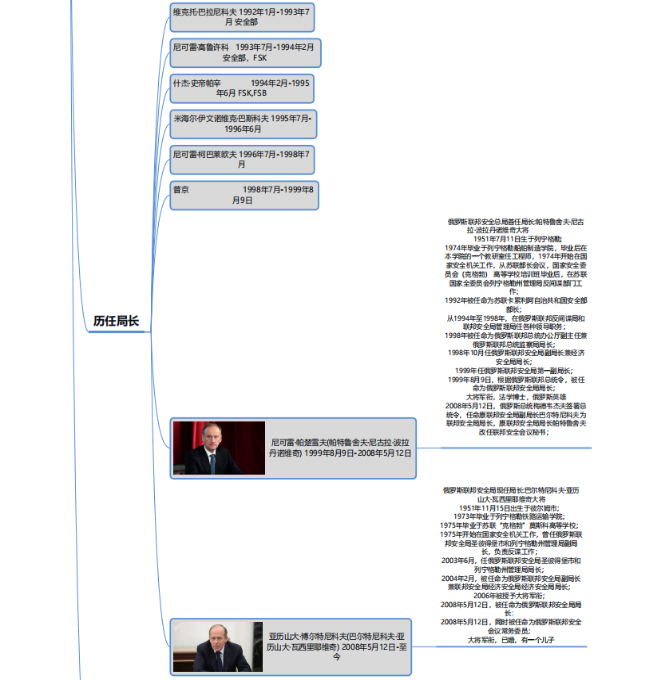 维克托·巴拉尼科夫 1992年1月-1993年7
月 安全部
尼可雷·高鲁许科 1993年7月-1994年2月
安全部，FSK
什杰·史帝帕辛 1994年2月-1995
年6月 FSK,FSB
米海尔·伊文诺维克·巴斯科夫 1995年7月-
1996年6月
尼可雷·柯巴莱欧夫 1996年7月-1998年7
月
普京 1998年7月-1999年8
月9日
历任局长
尼可雷·帕楚雪夫(帕特鲁舍夫·尼古拉·波拉
丹诺维奇) 1999年8月9日-2008年5月12日
俄罗斯联邦安全总局首任局长:帕特鲁舍夫·尼古
拉·波拉丹诺维奇大将
1951年7月11日生于列宁格勒;
1974年毕业于列宁格勒船舶制造学院，毕业后在
本学院的一个教研室任工程师，1974年开始在国
家安全机关工作，从苏联部长会议，国家安全委
员会（克格勃）高等学校培训班毕业后，在苏联
国家全委员会列宁格勒州管理局反间谍部门工
作；
1992年被任命为苏联卡累利阿自治共和国安全部
部长；
从1994年至1998年，在俄罗斯联邦反间谍局和
联邦安全局管理局任各种领导职务；
1998年被任命为俄罗斯联邦总统办公厅副主任兼
俄罗斯联邦总统监察局局长；
1998年10月任俄罗斯联邦安全局副局长兼经济
安全局局长；
1999年任俄罗斯联邦安全局第一副局长；
1999年8月9日，根据俄罗斯联邦总统令，被任
命为俄罗斯联邦安全局局长；
大将军衔，法学博士，俄罗斯英雄
2008年5月12日，俄罗斯总统梅德韦杰夫签署总
统令，任命原联邦安全局副局长巴尔特尼科夫为
联邦安全局局长，原联邦安全局局长帕特鲁舍夫
改任联邦安全会议秘书；
亚历山大·博尔特尼科夫(巴尔特尼科夫·亚
历山大·瓦西里耶维奇) 2008年5月12日-至
今
俄罗斯联邦安全局现任局长:巴尔特尼科夫·亚历
山大·瓦西里耶维奇大将
1951年11月15日出生于彼尔姆市；
1973年毕业于列宁格勒铁路运输学院；
1975年毕业于苏联“克格勃”莫斯科高等学校；
1975年开始在国家安全机关工作，曾任俄罗斯联
邦安全局圣彼得堡市和列宁格勒州管理局副局
长，负责反谍工作；
2003年6月，任俄罗斯联邦安全局圣彼得堡市和
列宁格勒州管理局局长；
2004年2月，被任命为俄罗斯联邦安全局副局长
兼联邦安全局经济安全局经济安全局局长；
2006年被授予大将军衔；
2008年5月12日，被任命为俄罗斯联邦安全局局
长:
2008年5月12日，同时被任命为俄罗斯联邦安全
会议常务委员；
大将军衔，已婚，有一个儿子